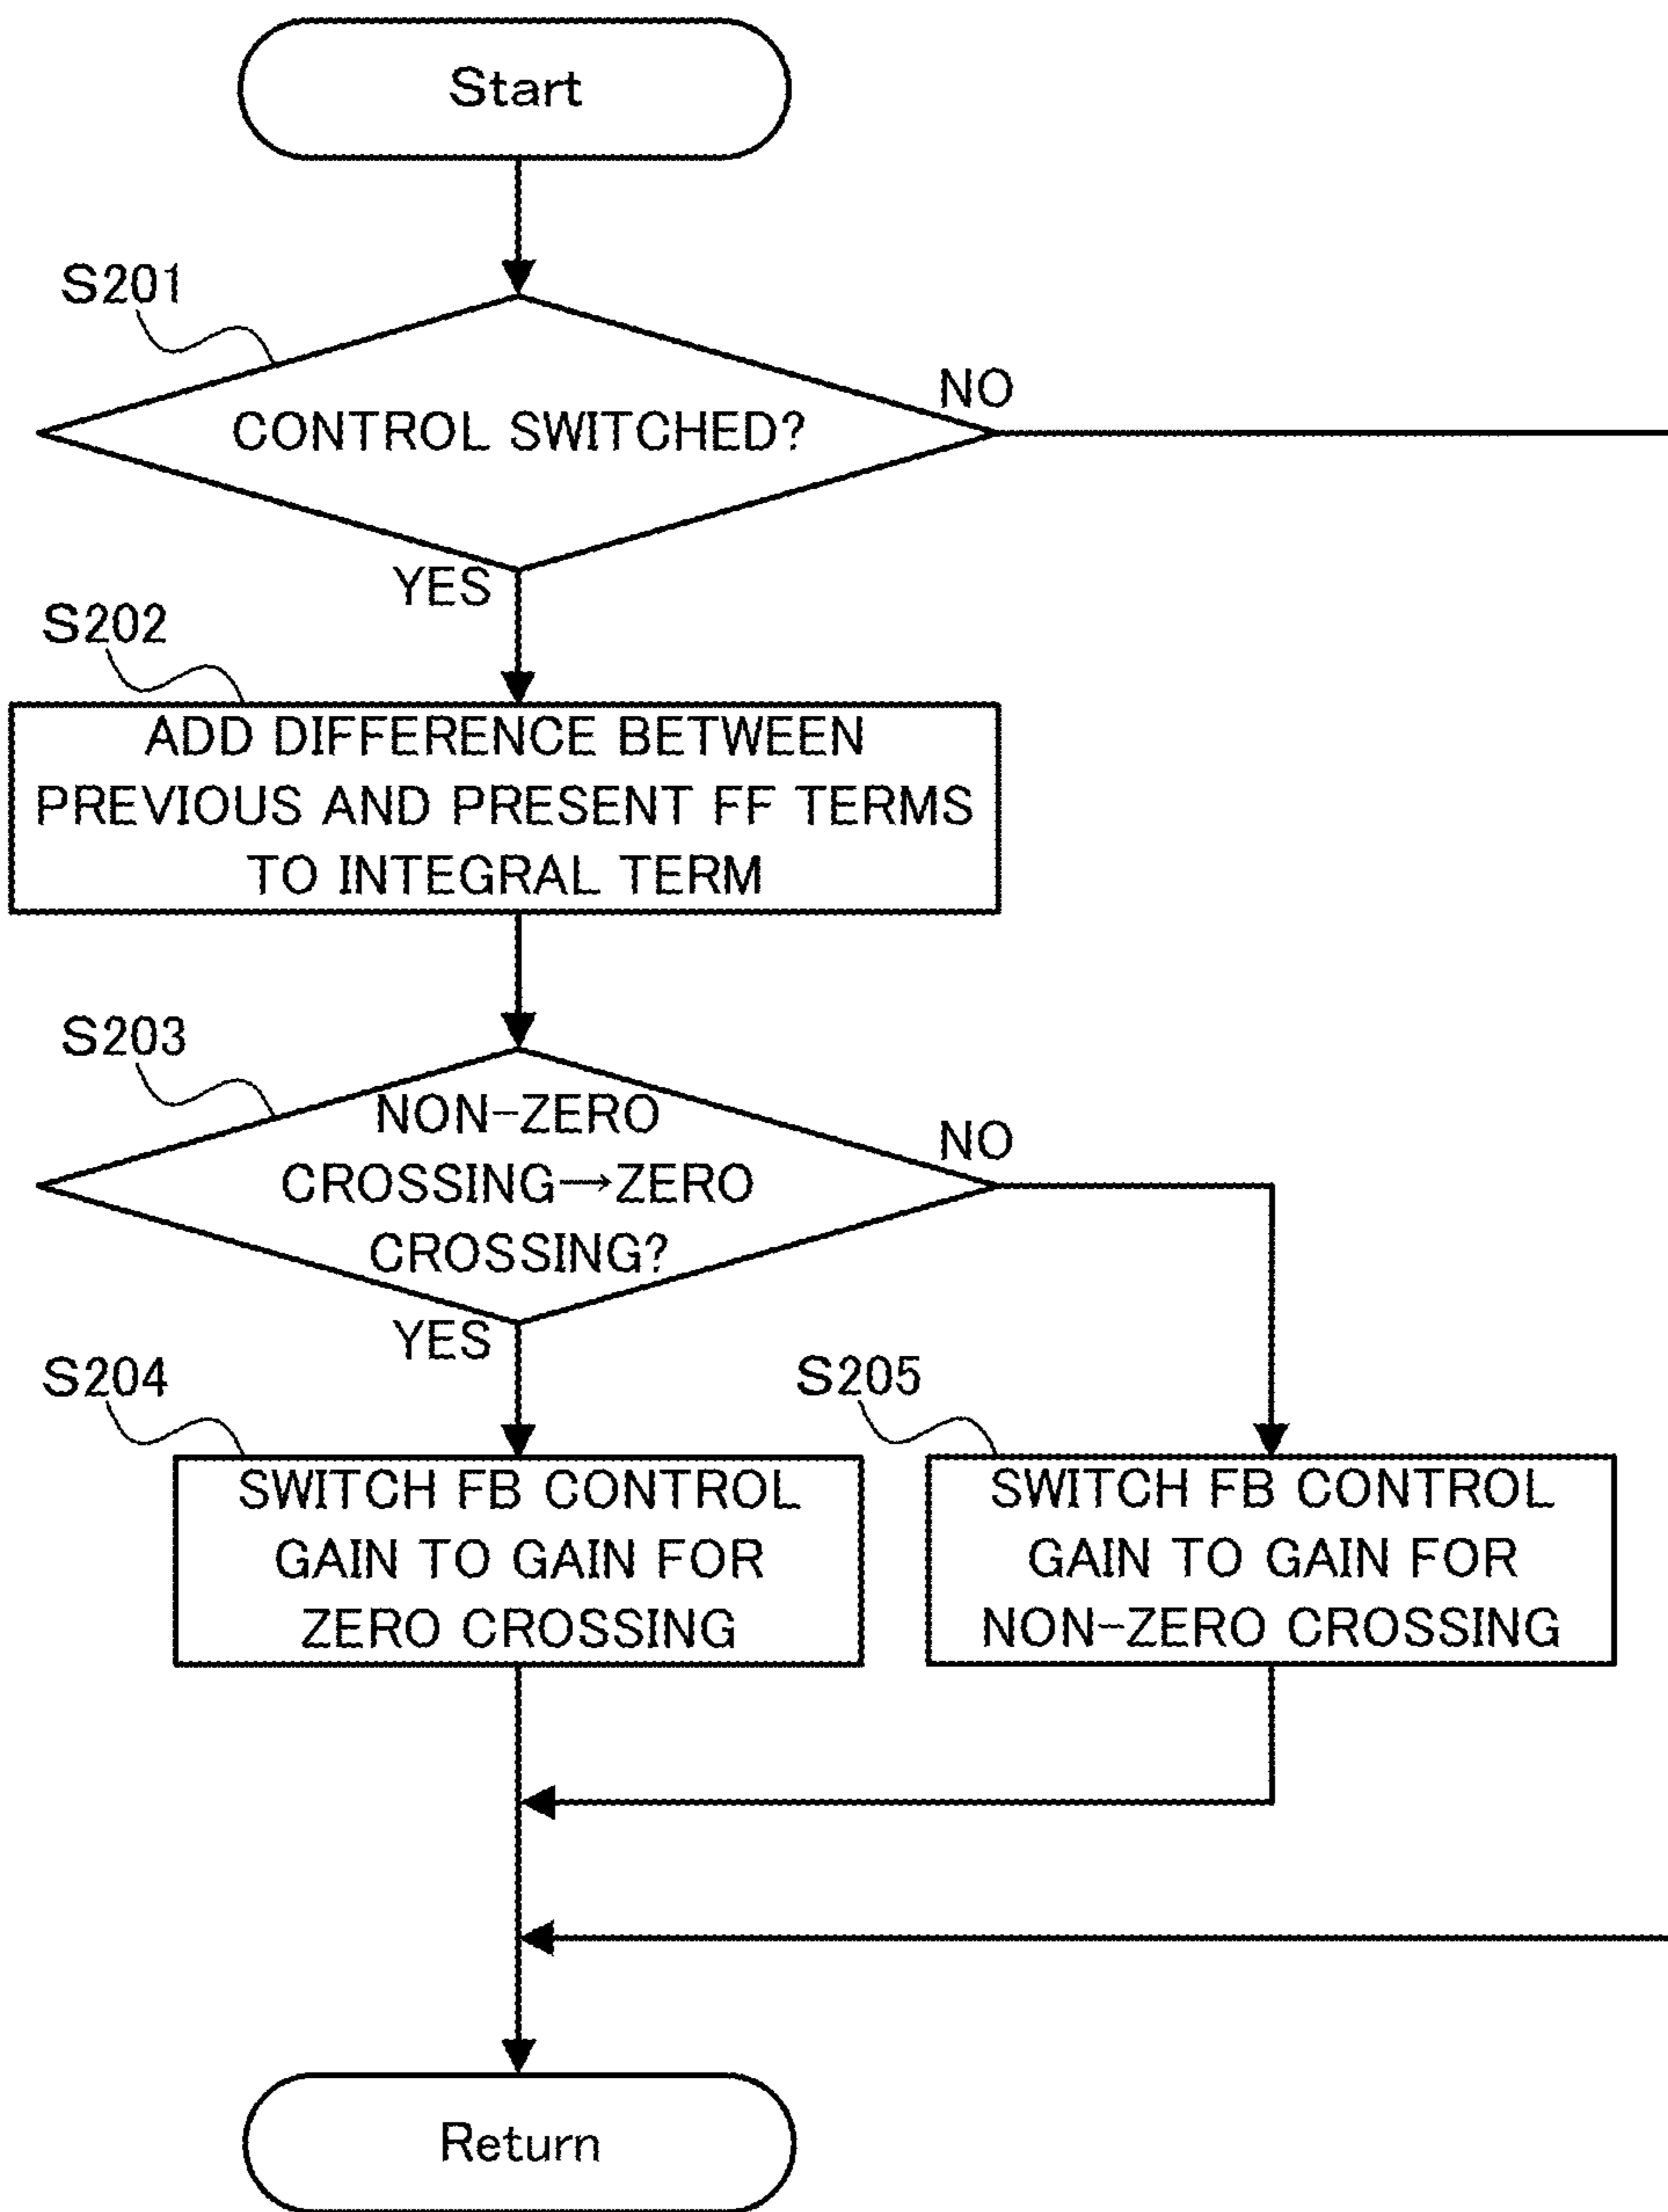 Start
S201
CONTROL SWITCHED?
NO
YES
S202
ADD DIFFERENCE BETWEEN
PREVIOUS AND PRESENT FF TERMS
TO INTEGRAL TERM
S203
NON-ZERO
CROSSING→ZERO
CROSSING?
NO
YES
S204
SWITCH FB CONTROL
GAIN TO GAIN FOR
ZERO CROSSING
S205
SWITCH FB CONTROL
GAIN TO GAIN FOR
NON-ZERO CROSSING
Return